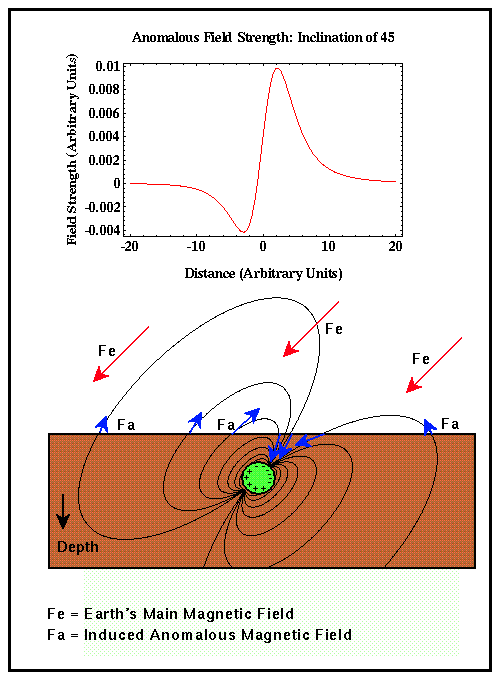 Anomalous Field Strength: Inclination of 45
Field Strength (Arbitrary Units)
0.01
0.008
0.006
0.004
0.002
0
-0.002
-0.004
-20
-10
0
10
20
Distance (Arbitrary Units)
Fe
Fe
Fe
Fa
Fa
Fa
Depth
Fe = Earth's Main Magnetic Field
Fa = Induced Anomalous Magnetic Field